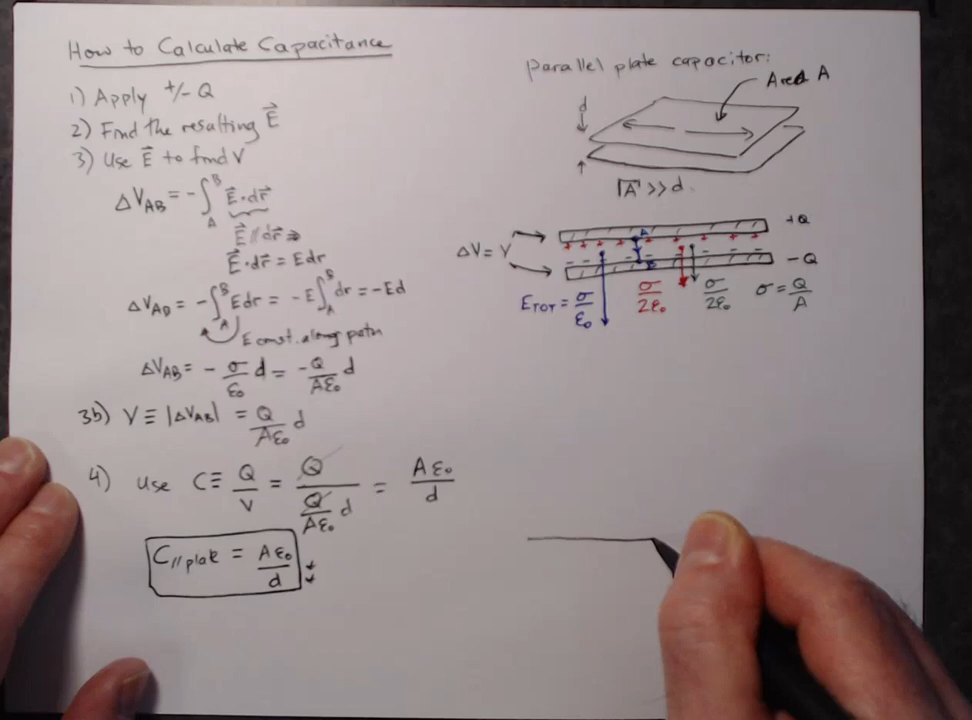 How to Calculate Capacitance
1) Apply +/- Q
2) Find the resulting E⃗
3) Use E⃗ to find V
ΔV_AB = -∫_A^B E⃗·dr⃗
E⃗ // dr⃗ ⇒
E⃗·dr⃗ = Edr
ΔV_AB = -∫_A^B Edr = -E∫_A^B dr = -Ed
E const. along path
ΔV_AB = - σ/ε₀ d = - Q/Aε₀ d
3b) V ≡ |ΔV_AB| = Q/Aε₀ d
4) use C ≡ Q/V = Q/(Q/Aε₀ d) = Aε₀/d
C_//plate = Aε₀/d
parallel plate capacitor:
Area A
d
√A >> d.
+Q
ΔV = V
A
B
-Q
E_TOT = σ/ε₀
σ/2ε₀
σ/2ε₀
σ = Q/A